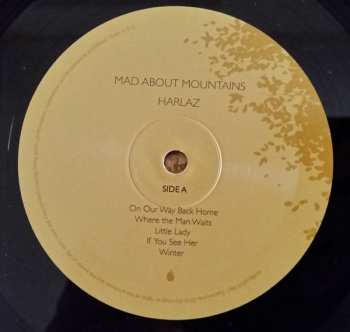 MAD ABOUT MOUNTAINS
HARLAZ
SIDE A
On Our Way Back Home
Where the Man Waits
Little Lady
If You See Her
Winter